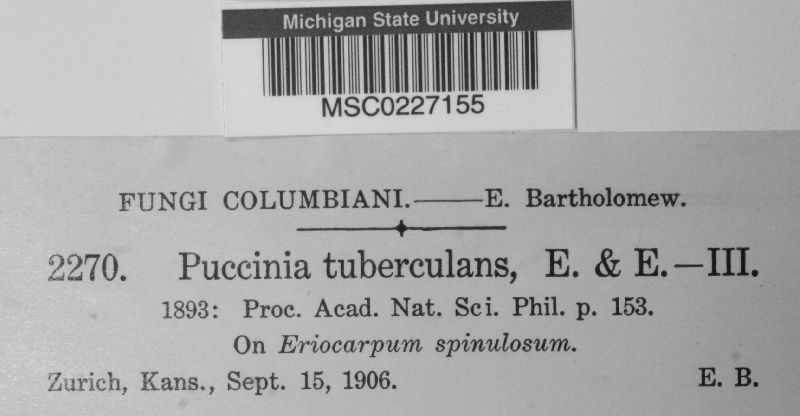 Michigan State University
MSC0227155
FUNGI COLUMBIANI.——E. Bartholomew.
2270. Puccinia tuberculans, E. & E.—III.
1893: Proc. Acad. Nat. Sci. Phil. p. 153.
On Eriocarpum spinulosum.
Zurich, Kans., Sept. 15, 1906. E. B.